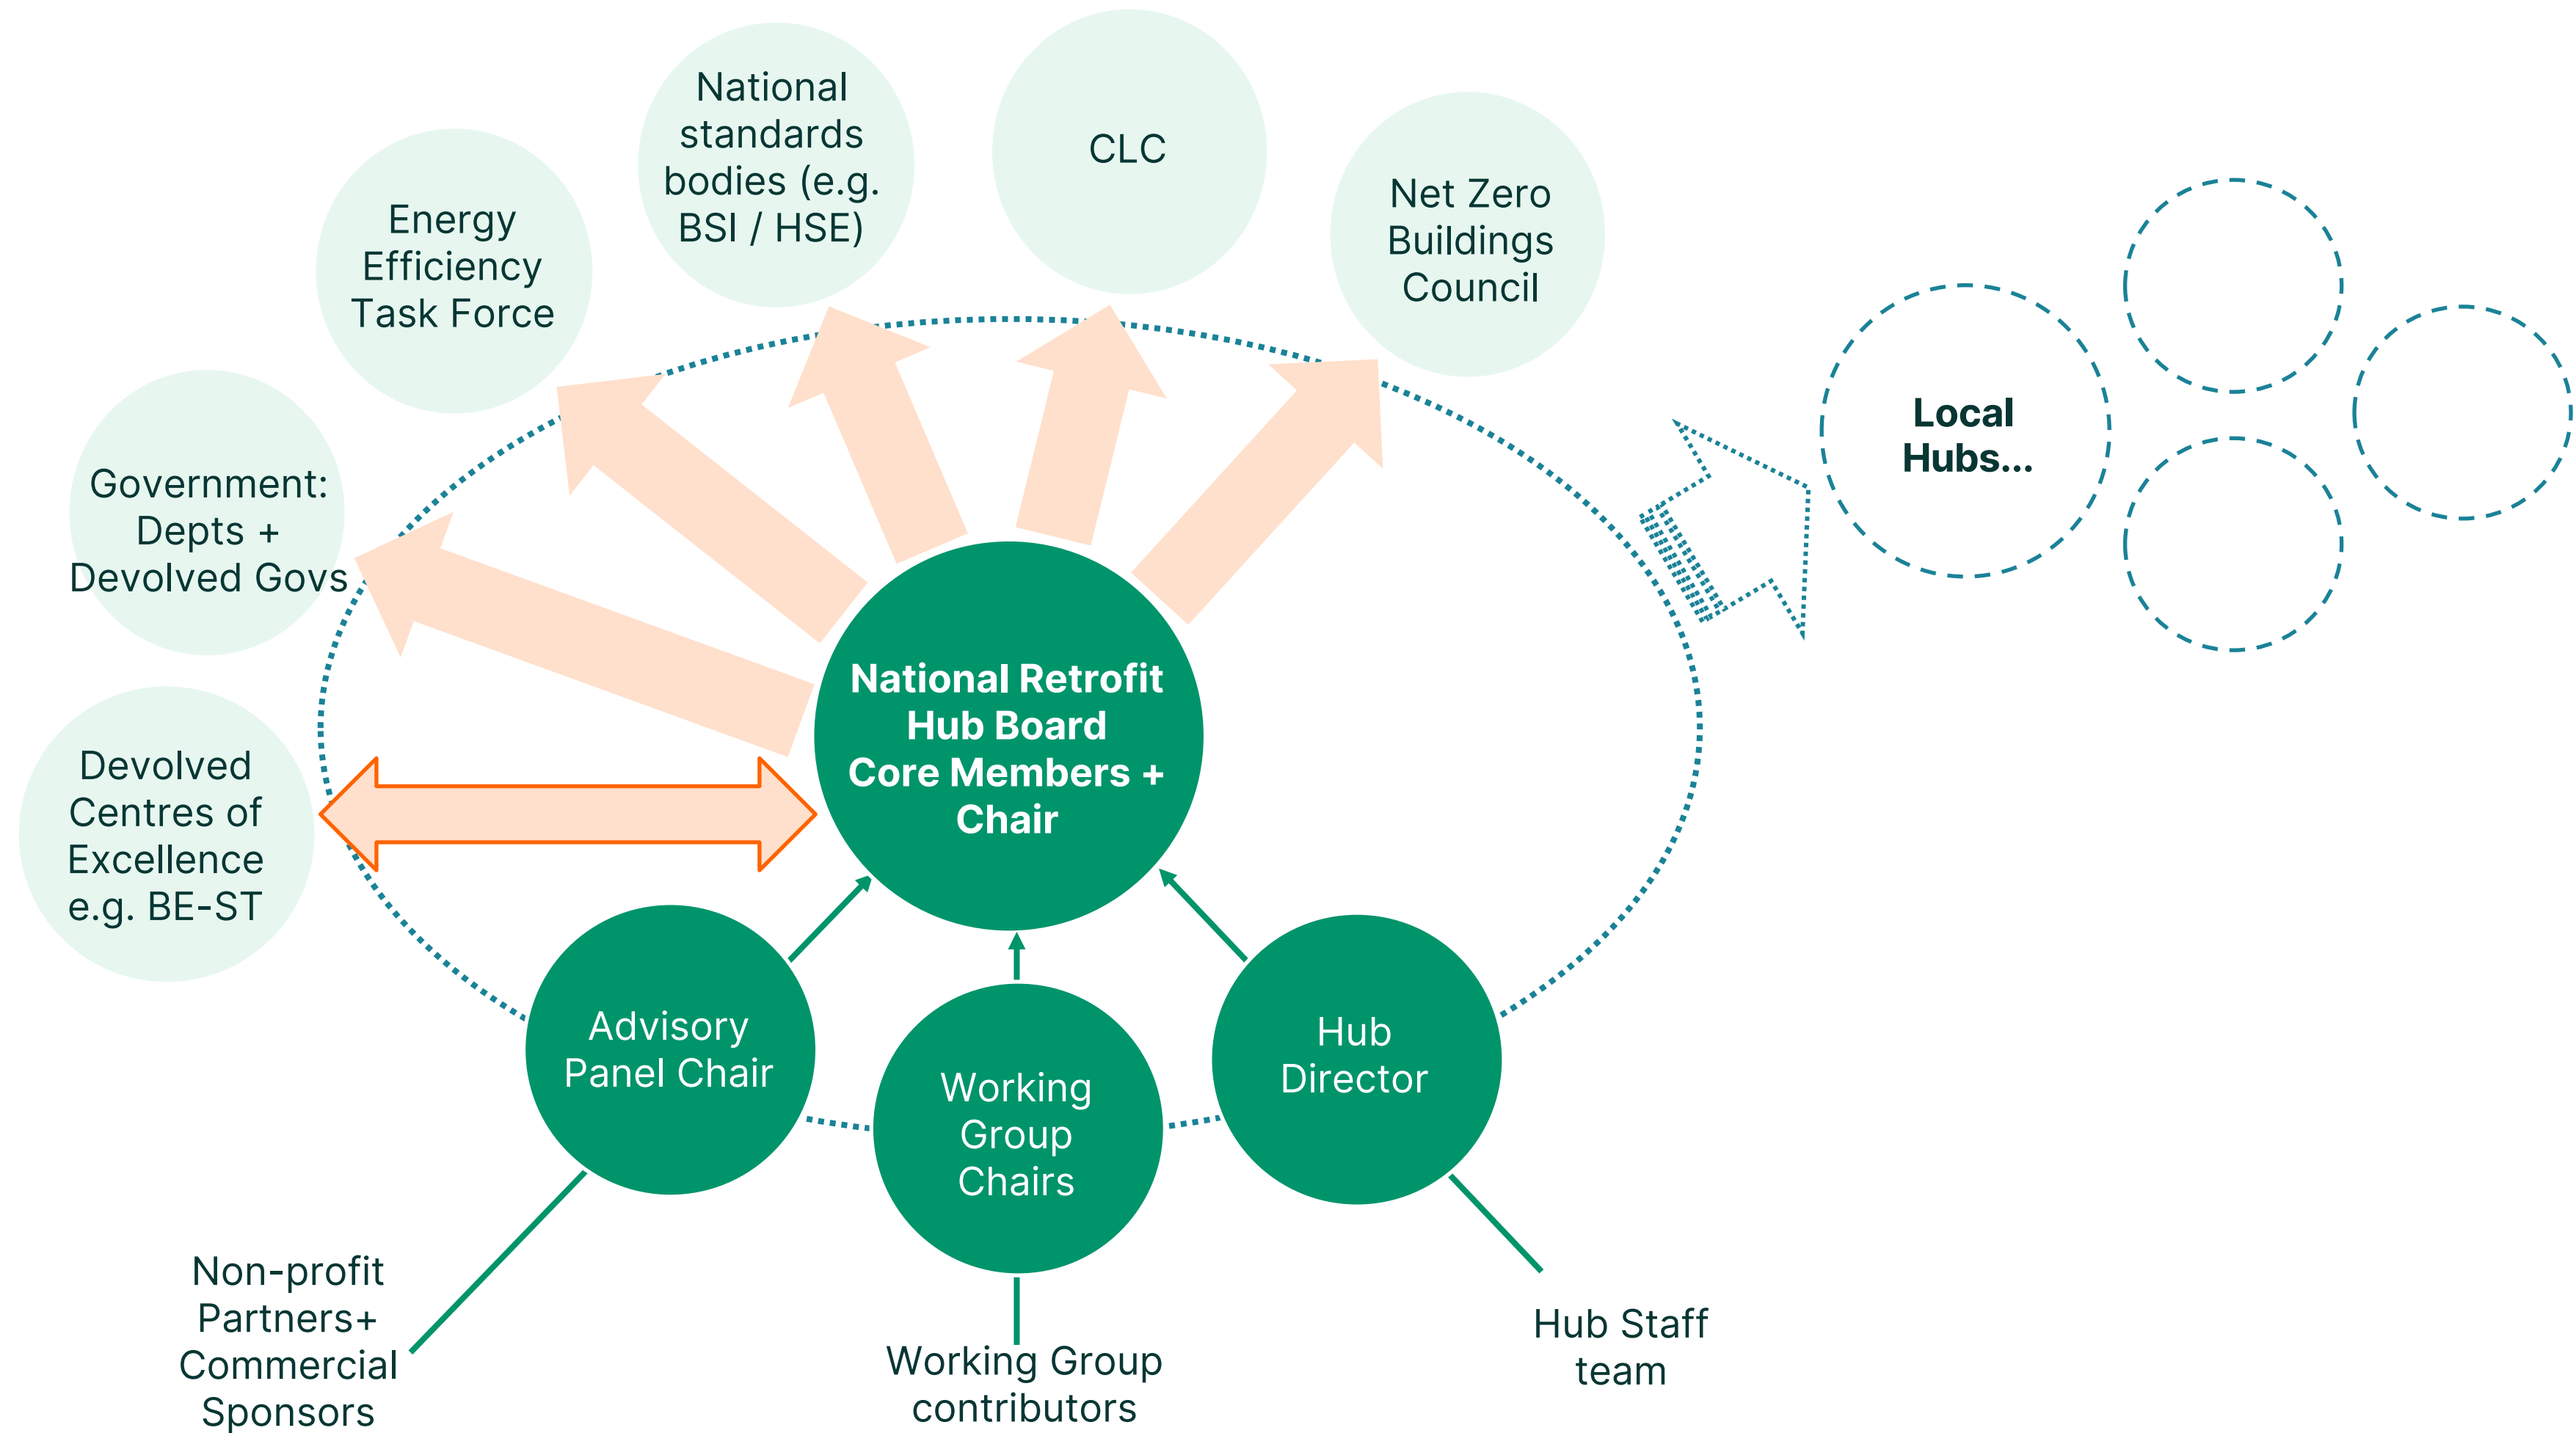 National
standards
bodies (e.g.
BSI / HSE)
CLC
Net Zero
Buildings
Council
Energy
Efficiency
Task Force
Government:
Depts +
Devolved Govs
Devolved
Centres of
Excellence
e.g. BE-ST
Local
Hubs...
National Retrofit
Hub Board
Core Members +
Chair
Advisory
Panel Chair
Working
Group
Chairs
Hub
Director
Non-profit
Partners+
Commercial
Sponsors
Working Group
contributors
Hub Staff
team